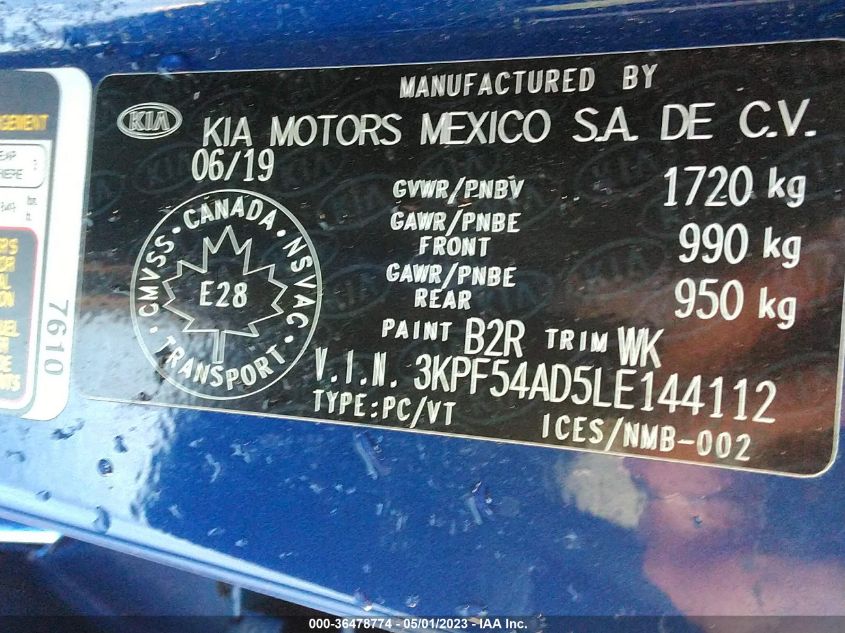 MANUFACTURED BY
KIA KIA MOTORS MEXICO S.A. DE C.V.
06/19
GVWR/PNBV 1720 kg
GAWR/PNBE FRONT 990 kg
GAWR/PNBE REAR 950 kg
CANADA
CMVSS NSVAC
E28
TRANSPORT
PAINT B2R TRIM WK
V.I.N. 3KPF54AD5LE144112
TYPE:PC/VT ICES/NMB-002
7610
000-36478774 - 05/01/2023 - IAA Inc.